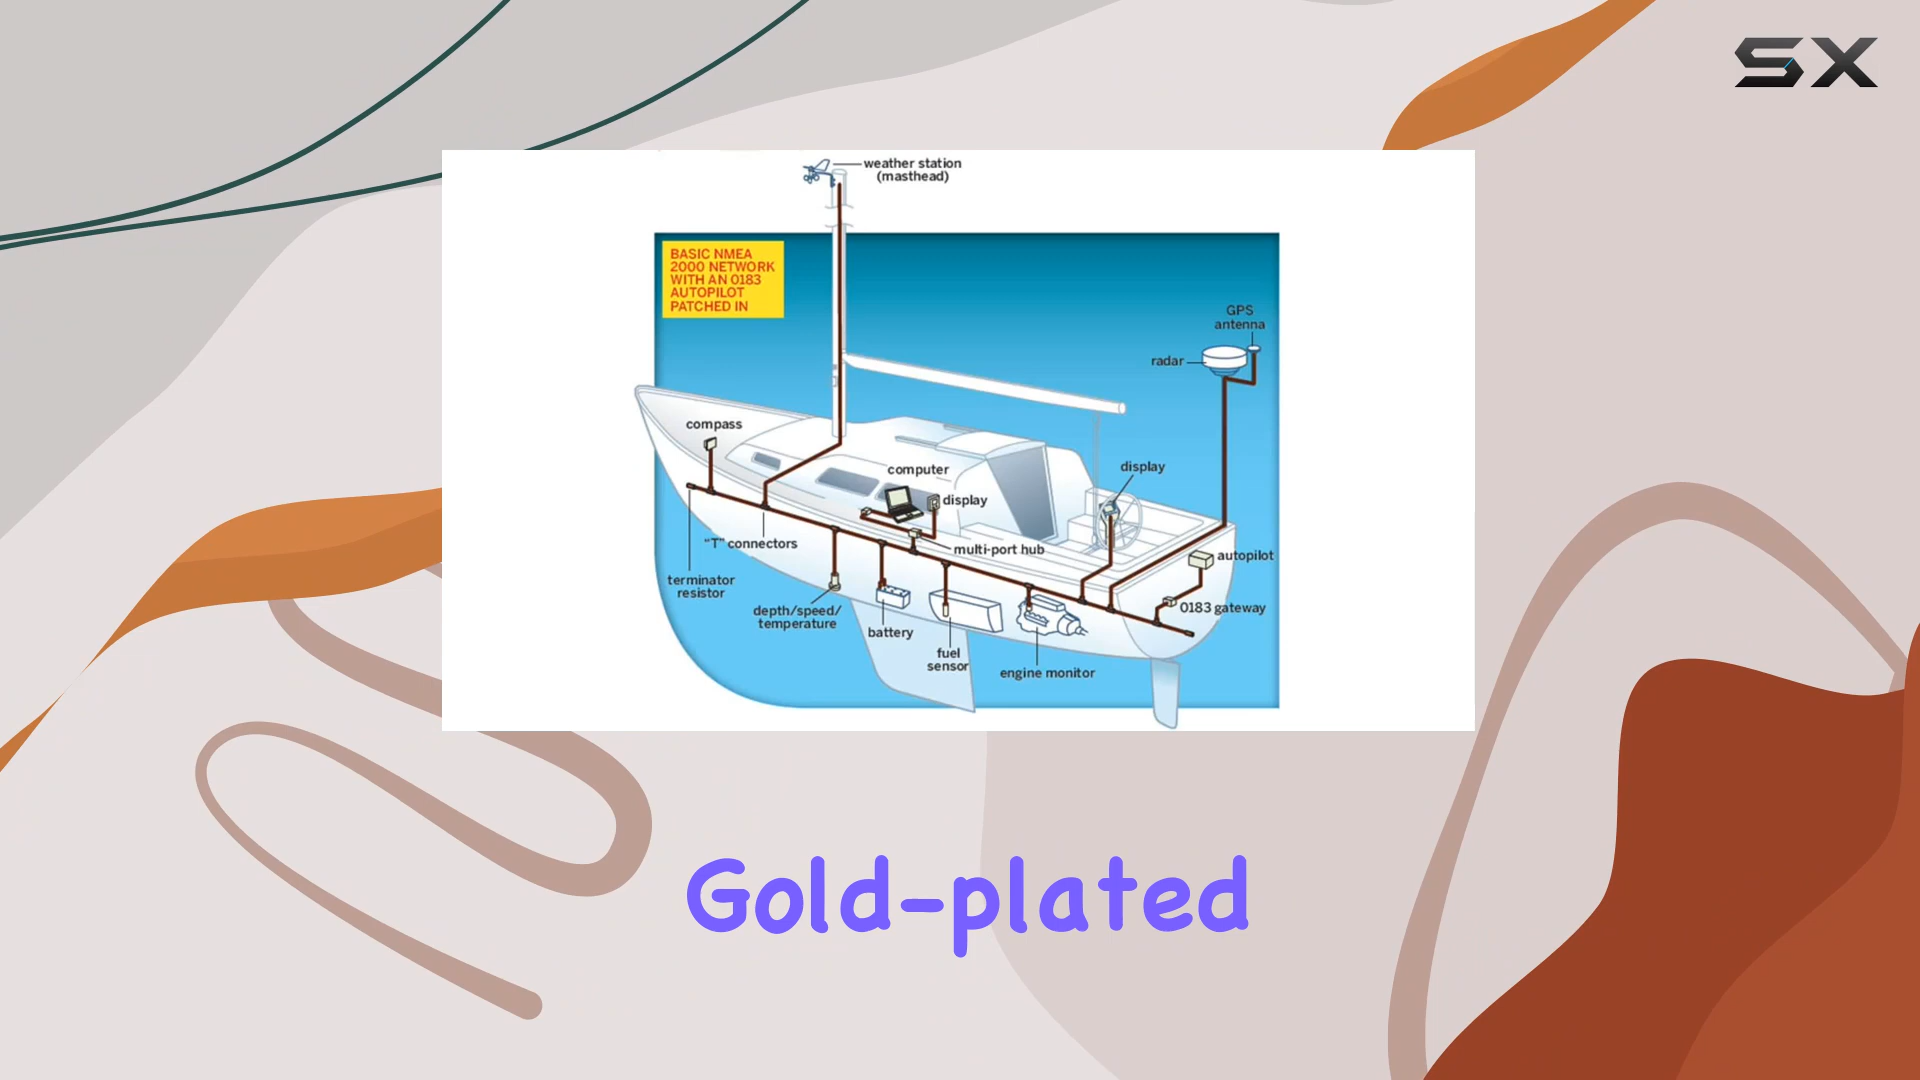 SX
weather station
(masthead)
BASIC NMEA
2000 NETWORK
WITH AN 0183
AUTOPILOT
PATCHED IN
GPS
antenna
radar
compass
computer
display
display
"T" connectors
multi-port hub
autopilot
terminator
resistor
depth/speed/
temperature
battery
0183 gateway
fuel
sensor
engine monitor
Gold-plated